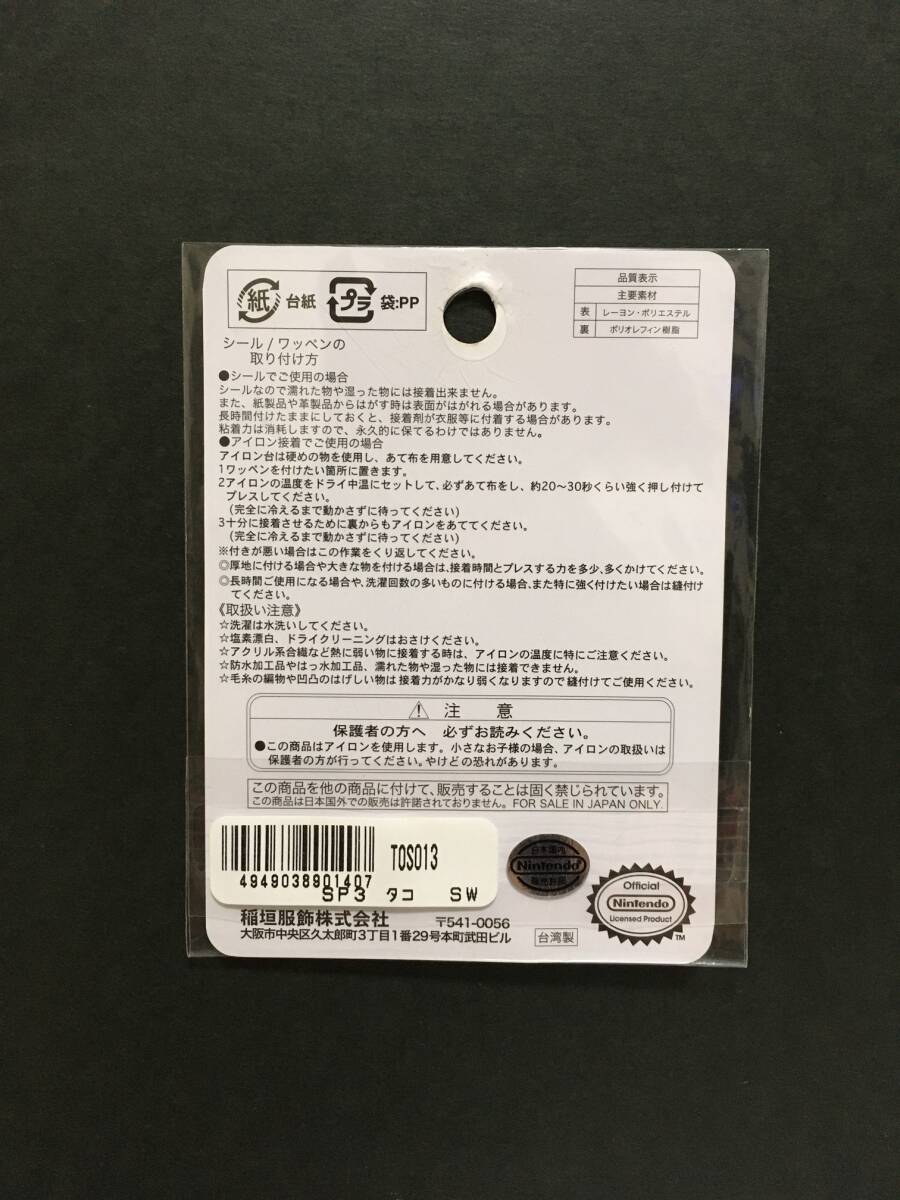 紙 台紙 プラ 袋:PP
品質表示
主要素材
表 レーヨン・ポリエステル
裏 ポリオレフィン樹脂
シール/ワッペンの
取り付け方
●シールでご使用の場合
シールなので濡れた物や湿った物には接着出来ません。
また、紙製品や革製品からはがす時は表面がはがれる場合があります。
長時間付けたままにしておくと、接着剤が衣服等に付着する場合があります。
粘着力は消耗しますので、永久的に保てるわけではありません。
●アイロン接着でご使用の場合
アイロン台は硬めの物を使用し、あて布を用意してください。
1ワッペンを付けたい箇所に置きます。
2アイロンの温度をドライ中温にセットして、必ずあて布をし、約20〜30秒くらい強く押し付けて
プレスしてください。
(完全に冷えるまで動かさずに待ってください)
3十分に接着させるために裏からもアイロンをあててください。
(完全に冷えるまで動かさずに待ってください)
※付きが悪い場合はこの作業をくり返してください。
◎厚地に付ける場合や大きな物を付ける場合は、接着時間とプレスする力を多少、多くかけてください。
◎長時間ご使用になる場合や、洗濯回数の多いものに付ける場合、また特に強く付けたい場合は縫付け
てください。
《取扱い注意》
☆洗濯は水洗いしてください。
☆塩素漂白、ドライクリーニングはおさけください。
☆アクリル系合繊など熱に弱い物に接着する時は、アイロンの温度に特にご注意ください。
☆防水加工品やはっ水加工品、濡れた物や湿った物には接着できません。
☆毛糸の編物や凹凸のはげしい物は接着力がかなり弱くなりますので縫付けてご使用ください。
⚠ 注 意
保護者の方へ 必ずお読みください。
●この商品はアイロンを使用します。小さなお子様の場合、アイロンの取扱いは
保護者の方が行ってください。やけどの恐れがあります。
この商品を他の商品に付けて、販売することは固く禁じられています。
この商品は日本国外での販売は許諾されておりません。FOR SALE IN JAPAN ONLY.
TOS013
4949038901407
SP3 タコ SW
日本国内
Nintendo
販売許諾
Official
Nintendo
Licensed Product
™
稲垣服飾株式会社 〒541-0056
大阪市中央区久太郎町3丁目1番29号本町武田ビル
台湾製